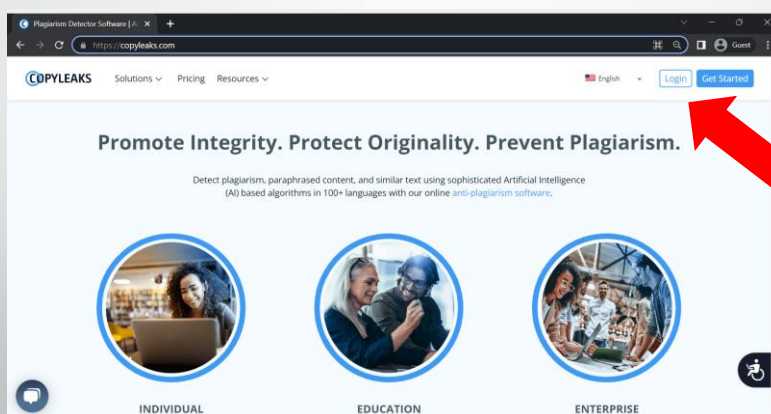 Plagiarism Detector Software | A
https://copyleaks.com
Guest
COPYLEAKS
Solutions
Pricing
Resources
English
Login
Get Started
Promote Integrity. Protect Originality. Prevent Plagiarism.
Detect plagiarism, paraphrased content, and similar text using sophisticated Artificial Intelligence
(AI) based algorithms in 100+ languages with our online anti-plagiarism software.
INDIVIDUAL
EDUCATION
ENTERPRISE